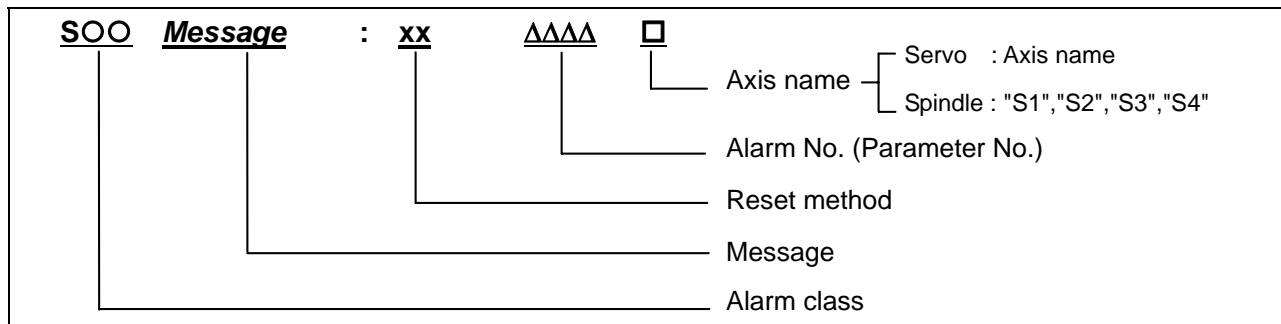 S○○ Message : xx ΔΔΔΔ □
Servo : Axis name
Axis name
Spindle : "S1","S2","S3","S4"
Alarm No. (Parameter No.)
Reset method
Message
Alarm class